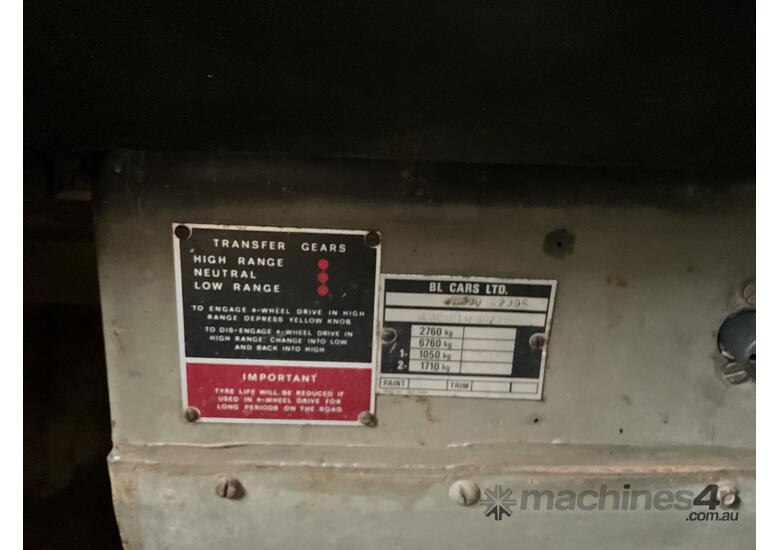 TRANSFER GEARS
HIGH RANGE
NEUTRAL
LOW RANGE
TO ENGAGE 4-WHEEL DRIVE IN HIGH
RANGE DEPRESS YELLOW KNOB
TO DIS-ENGAGE 4-WHEEL DRIVE IN
HIGH RANGE CHANGE INTO LOW
AND BACK INTO HIGH
IMPORTANT
TYRE LIFE WILL BE REDUCED IF
USED IN 4-WHEEL DRIVE FOR
LONG PERIODS ON THE ROAD
BL CARS LTD.
2760 kg
6760 kg
1- 1050 kg
2- 1710 kg
PAINT TRIM
machines4u
.com.au